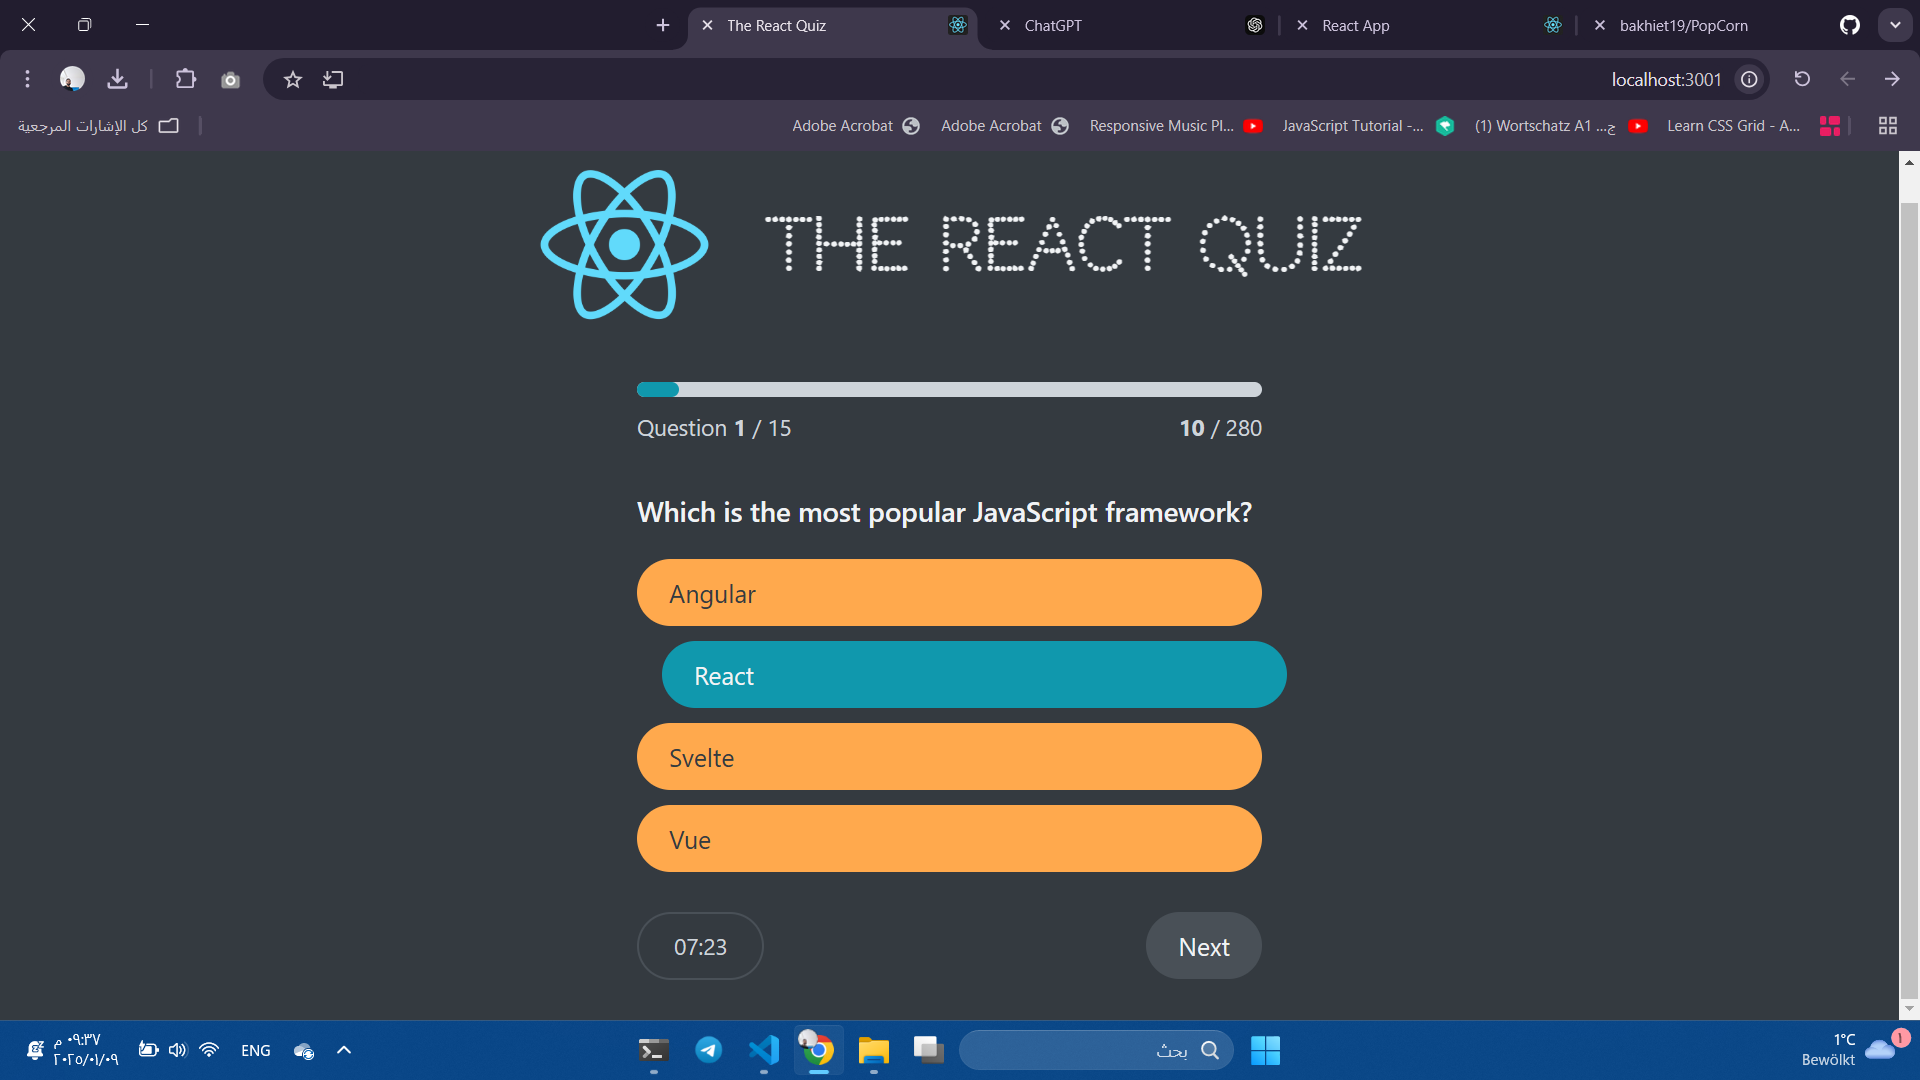 The React Quiz
ChatGPT
React App
bakhiet19/PopCorn
localhost:3001
كل الإشارات المرجعية
Adobe Acrobat
Adobe Acrobat
Responsive Music Pl...
JavaScript Tutorial -...
(1) Wortschatz A1 ...ح
Learn CSS Grid - A...
THE REACT QUIZ
Question 1 / 15
10 / 280
Which is the most popular JavaScript framework?
Angular
React
Svelte
Vue
07:23
Next
٠٩:٣٧ م
٢٠٢٥/٠١/٠٩
ENG
بحث
1°C
Bewölkt
١